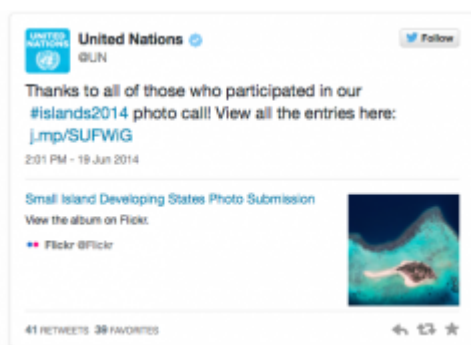 UNITED NATIONS
United Nations
@UN
Follow
Thanks to all of those who participated in our
#islands2014 photo call! View all the entries here:
j.mp/SUFWiG
2:01 PM - 19 Jun 2014
Small Island Developing States Photo Submission
View the album on Flickr.
Flickr @Flickr
41 RETWEETS 39 FAVORITES